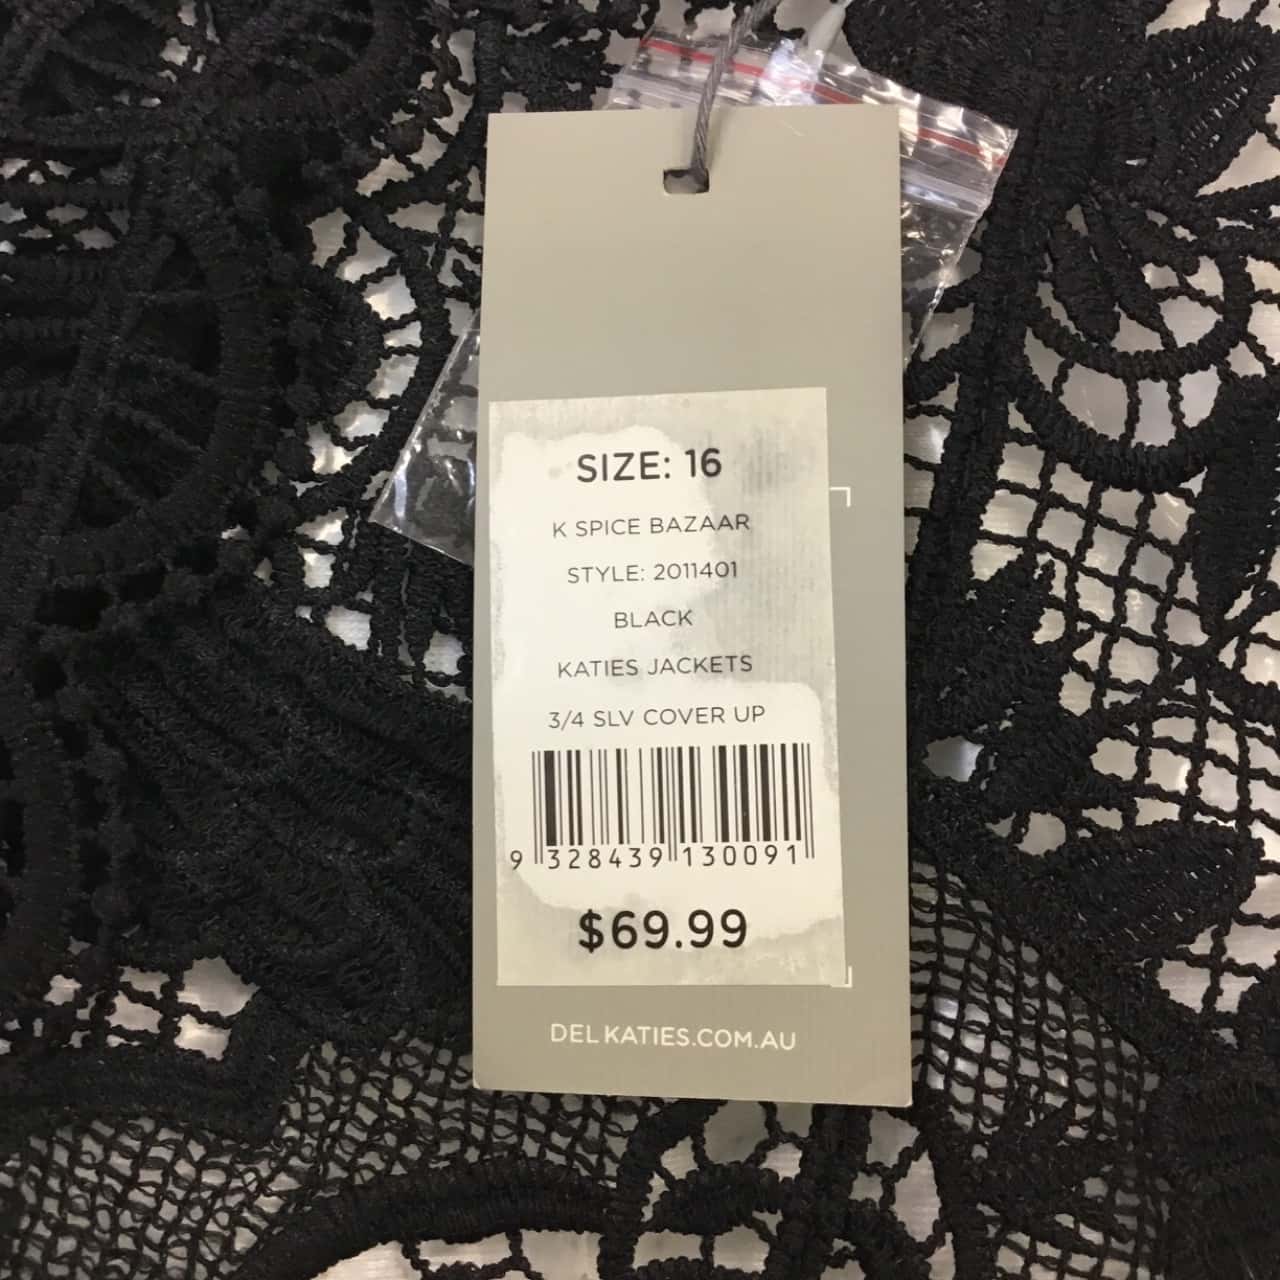 SIZE: 16
K SPICE BAZAAR
STYLE: 2011401
BLACK
KATIES JACKETS
3/4 SLV COVER UP
9 328439 130091
$69.99
DEL KATIES.COM.AU